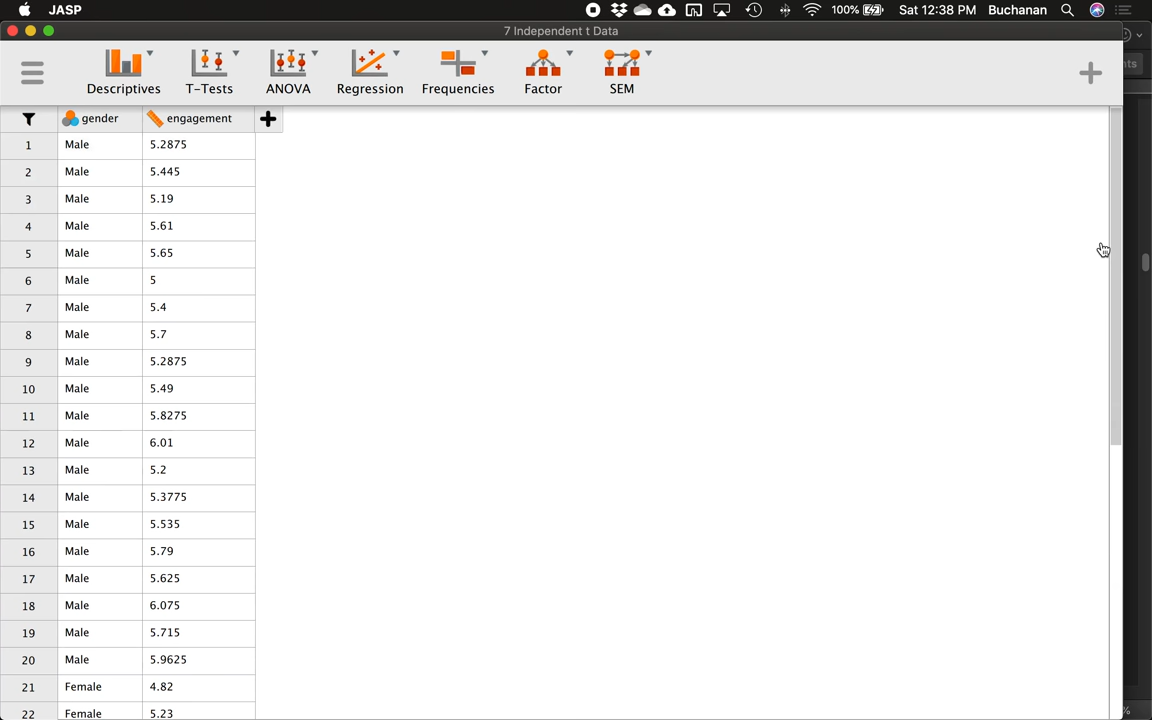 JASP 100% Sat 12:38 PM Buchanan
7 Independent t Data
Descriptives T-Tests ANOVA Regression Frequencies Factor SEM
nts
gender engagement
1 Male 5.2875
2 Male 5.445
3 Male 5.19
4 Male 5.61
5 Male 5.65
6 Male 5
7 Male 5.4
8 Male 5.7
9 Male 5.2875
10 Male 5.49
11 Male 5.8275
12 Male 6.01
13 Male 5.2
14 Male 5.3775
15 Male 5.535
16 Male 5.79
17 Male 5.625
18 Male 6.075
19 Male 5.715
20 Male 5.9625
21 Female 4.82
22 Female 5.23
%